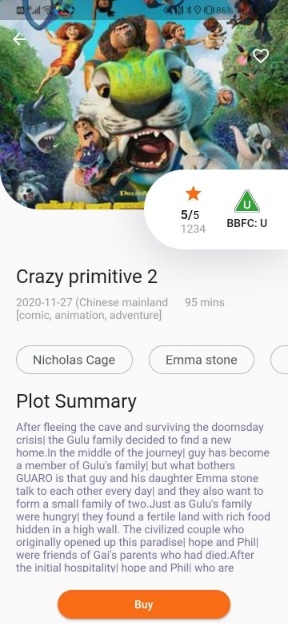 86%
5/5
1234
U
BBFC: U
Crazy primitive 2
2020-11-27 (Chinese mainland 95 mins
[comic, animation, adventure]
Nicholas Cage
Emma stone
Plot Summary
After fleeing the cave and surviving the doomsday
crisis| the Gulu family decided to find a new
home.In the middle of the journey| guy has become
a member of Gulu's family| but what bothers
GUARO is that guy and his daughter Emma stone
talk to each other every day| and they also want to
form a small family of two.Just as Gulu's family
were hungry| they found a fertile land with rich food
hidden in a high wall. The civilized couple who
originally opened up this paradise| hope and Phil|
were friends of Gai's parents who had died.After
the initial hospitality| hope and Phil| who are
Buy